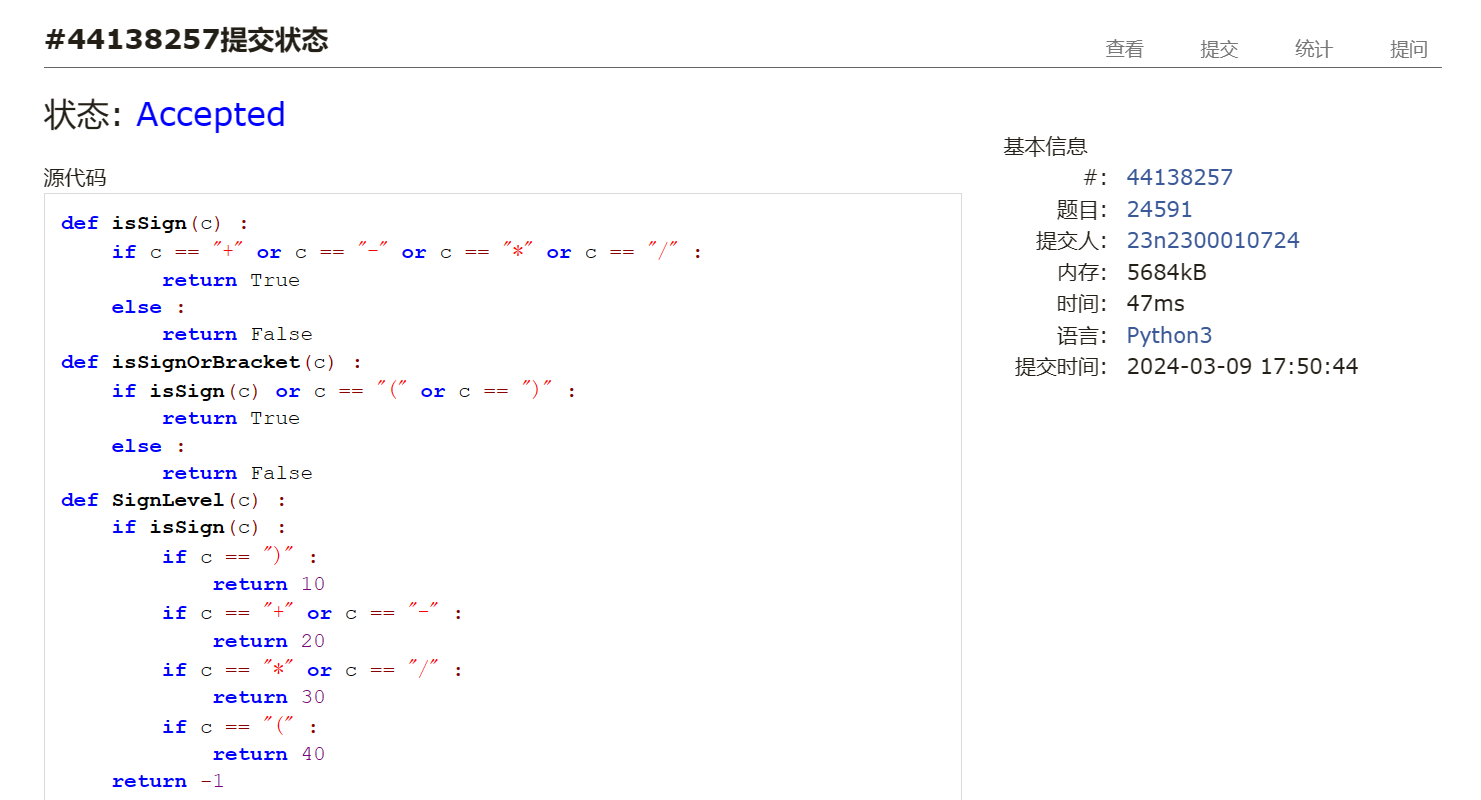 #44138257提交状态
查看 提交 统计 提问
状态: Accepted
源代码
def isSign(c) :
    if c == "+" or c == "-" or c == "*" or c == "/" :
        return True
    else :
        return False
def isSignOrBracket(c) :
    if isSign(c) or c == "(" or c == ")" :
        return True
    else :
        return False
def SignLevel(c) :
    if isSign(c) :
        if c == ")" :
            return 10
        if c == "+" or c == "-" :
            return 20
        if c == "*" or c == "/" :
            return 30
        if c == "(" :
            return 40
    return -1
基本信息
#: 44138257
题目: 24591
提交人: 23n2300010724
内存: 5684kB
时间: 47ms
语言: Python3
提交时间: 2024-03-09 17:50:44